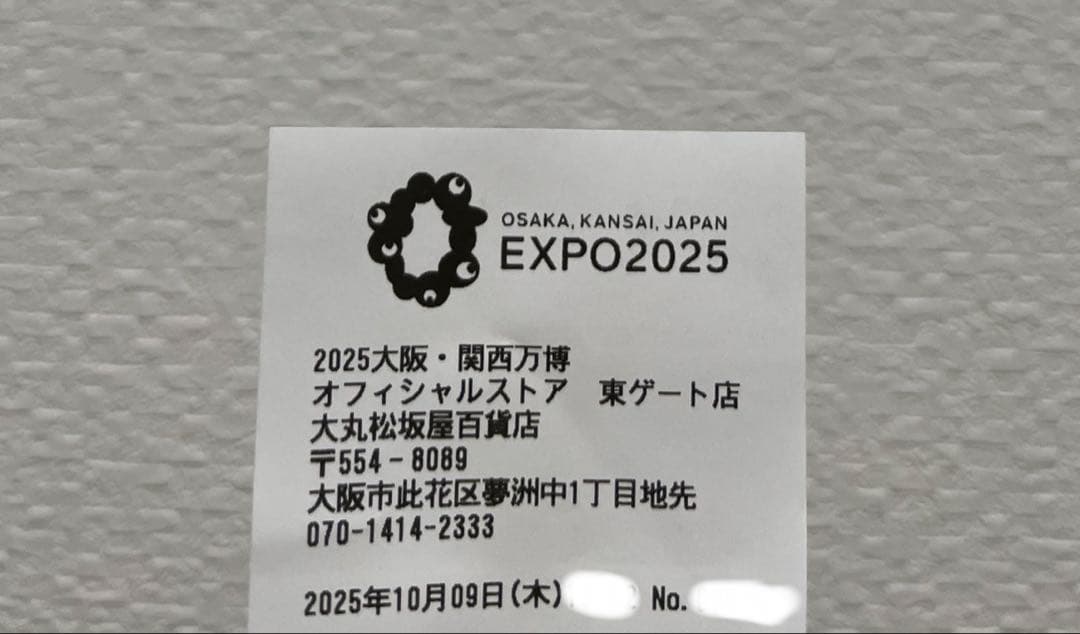 OSAKA, KANSAI, JAPAN
EXPO2025
2025大阪・関西万博
オフィシャルストア　東ゲート店
大丸松坂屋百貨店
〒554-8089
大阪市此花区夢洲中1丁目地先
070-1414-2333
2025年10月09日(木) No.